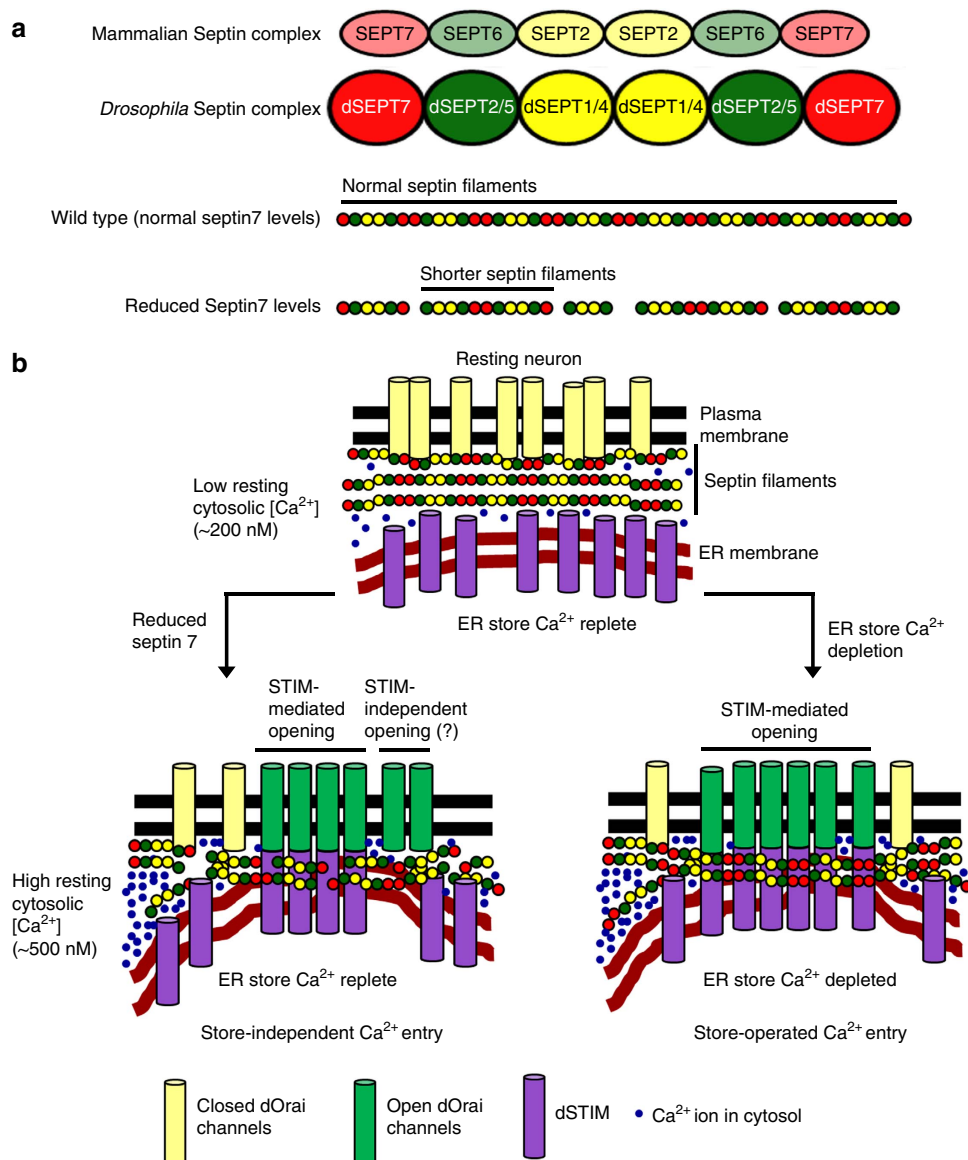 a
Mammalian Septin complex
SEPT7 SEPT6 SEPT2 SEPT2 SEPT6 SEPT7
Drosophila Septin complex
dSEPT7 dSEPT2/5 dSEPT1/4 dSEPT1/4 dSEPT2/5 dSEPT7
Normal septin filaments
Wild type (normal septin7 levels)
Shorter septin filaments
Reduced Septin7 levels
b
Resting neuron
Plasma
membrane
Septin filaments
Low resting
cytosolic [Ca²⁺]
(~200 nM)
ER membrane
ER store Ca²⁺ replete
Reduced
septin 7
ER store Ca²⁺
depletion
STIM-
mediated
opening
STIM-
independent
opening (?)
STIM-mediated
opening
High resting
cytosolic
[Ca²⁺]
(~500 nM)
ER store Ca²⁺ replete
Store-independent Ca²⁺ entry
ER store Ca²⁺ depleted
Store-operated Ca²⁺ entry
Closed dOrai
channels
Open dOrai
channels
dSTIM
Ca²⁺ ion in cytosol